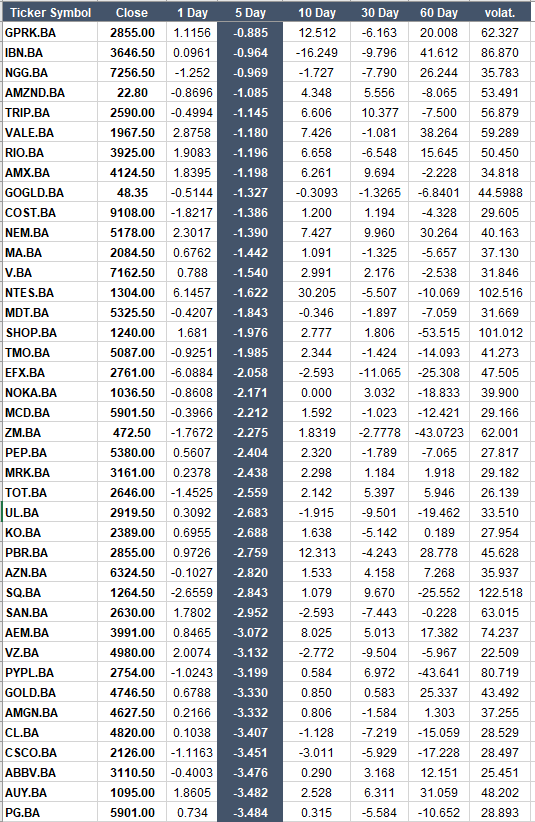 Ticker Symbol Close 1 Day 5 Day 10 Day 30 Day 60 Day volat.
GPRK.BA 2855.00 1.1156 -0.885 12.512 -6.163 20.008 62.327
IBN.BA 3646.50 0.0961 -0.964 -16.249 -9.796 41.612 86.870
NGG.BA 7256.50 -1.252 -0.969 -1.727 -7.790 26.244 35.783
AMZND.BA 22.80 -0.8696 -1.085 4.348 5.556 -8.065 53.491
TRIP.BA 2590.00 -0.4994 -1.145 6.606 10.377 -7.500 56.879
VALE.BA 1967.50 2.8758 -1.180 7.426 -1.081 38.264 59.289
RIO.BA 3925.00 1.9083 -1.196 6.658 -6.548 15.645 50.450
AMX.BA 4124.50 1.8395 -1.198 6.261 9.694 -2.228 34.818
GOGLD.BA 48.35 -0.5144 -1.327 -0.3093 -1.3265 -6.8401 44.5988
COST.BA 9108.00 -1.8217 -1.386 1.200 1.194 -4.328 29.605
NEM.BA 5178.00 2.3017 -1.390 7.427 9.960 30.264 40.163
MA.BA 2084.50 0.6762 -1.442 1.091 -1.325 -5.657 37.130
V.BA 7162.50 0.788 -1.540 2.991 2.176 -2.538 31.846
NTES.BA 1304.00 6.1457 -1.622 30.205 -5.507 -10.069 102.516
MDT.BA 5325.50 -0.4207 -1.843 -0.346 -1.897 -7.059 31.669
SHOP.BA 1240.00 1.681 -1.976 2.777 1.806 -53.515 101.012
TMO.BA 5087.00 -0.9251 -1.985 2.344 -1.424 -14.093 41.273
EFX.BA 2761.00 -6.0884 -2.058 -2.593 -11.065 -25.308 47.505
NOKA.BA 1036.50 -0.8608 -2.171 0.000 3.032 -18.833 39.900
MCD.BA 5901.50 -0.3966 -2.212 1.592 -1.023 -12.421 29.166
ZM.BA 472.50 -1.7672 -2.275 1.8319 -2.7778 -43.0723 62.001
PEP.BA 5380.00 0.5607 -2.404 2.320 -1.789 -7.065 27.817
MRK.BA 3161.00 0.2378 -2.438 2.298 1.184 1.918 29.182
TOT.BA 2646.00 -1.4525 -2.559 2.142 5.397 5.946 26.139
UL.BA 2919.50 0.3092 -2.683 -1.915 -9.501 -19.462 33.510
KO.BA 2389.00 0.6955 -2.688 1.638 -5.142 0.189 27.954
PBR.BA 2855.00 0.9726 -2.759 12.313 -4.243 28.778 45.628
AZN.BA 6324.50 -0.1027 -2.820 1.533 4.158 7.268 35.937
SQ.BA 1264.50 -2.6559 -2.843 1.079 9.670 -25.552 122.518
SAN.BA 2630.00 1.7802 -2.952 -2.593 -7.443 -0.228 63.015
AEM.BA 3991.00 0.8465 -3.072 8.025 5.013 17.382 74.237
VZ.BA 4980.00 2.0074 -3.132 -2.772 -9.504 -5.967 22.509
PYPL.BA 2754.00 -1.0243 -3.199 0.584 6.972 -43.641 80.719
GOLD.BA 4746.50 0.6788 -3.330 0.850 0.583 25.337 43.492
AMGN.BA 4627.50 0.2166 -3.332 0.806 -1.584 1.303 37.255
CL.BA 4820.00 0.1038 -3.407 -1.128 -7.219 -15.059 28.529
CSCO.BA 2126.00 -1.1163 -3.451 -3.011 -5.929 -17.228 28.497
ABBV.BA 3110.50 -0.4003 -3.476 0.290 3.168 12.151 25.451
AUY.BA 1095.00 1.8605 -3.482 2.528 6.311 31.059 48.202
PG.BA 5901.00 0.734 -3.484 0.315 -5.584 -10.652 28.893